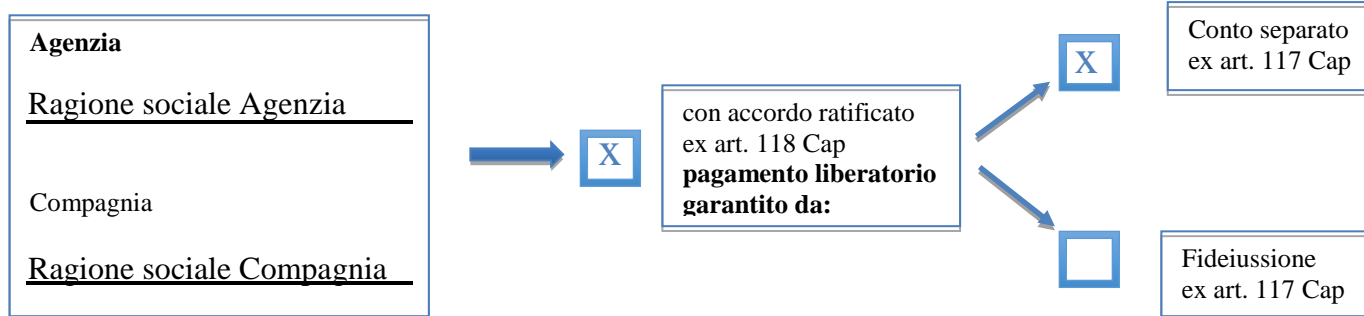 Agenzia
Ragione sociale Agenzia
Compagnia
Ragione sociale Compagnia
X
con accordo ratificato
ex art. 118 Cap
pagamento liberatorio
garantito da:
X
Conto separato
ex art. 117 Cap
Fideiussione
ex art. 117 Cap